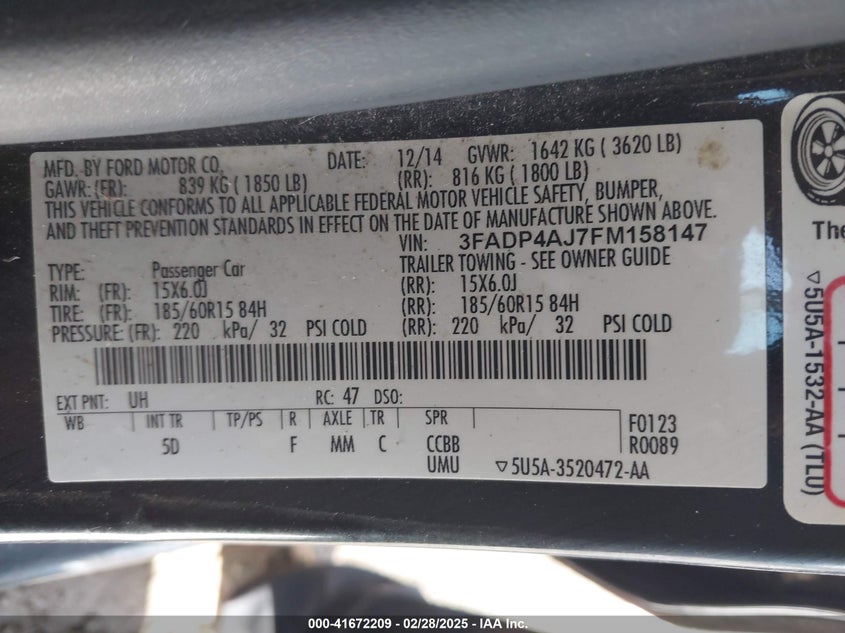 MFD. BY FORD MOTOR CO. DATE: 12/14 GVWR: 1642 KG ( 3620 LB)
GAWR: (FR): 839 KG ( 1850 LB) (RR): 816 KG ( 1800 LB)
THIS VEHICLE CONFORMS TO ALL APPLICABLE FEDERAL MOTOR VEHICLE SAFETY, BUMPER,
AND THEFT PREVENTION STANDARDS IN EFFECT ON THE DATE OF MANUFACTURE SHOWN ABOVE.
VIN: 3FADP4AJ7FM158147
TYPE: Passenger Car TRAILER TOWING - SEE OWNER GUIDE
RIM: (FR): 15X6.0J (RR): 15X6.0J
TIRE: (FR): 185/60R15 84H (RR): 185/60R15 84H
PRESSURE: (FR): 220 kPa/ 32 PSI COLD (RR): 220 kPa/ 32 PSI COLD
EXT PNT: UH RC: 47 DSO:
WB INT TR TP/PS R AXLE TR SPR F0123
5D F MM C CCBB R0089
UMU ▽5U5A-3520472-AA
The
▽5U5A-1532-AA (TLU)
000-41672209 - 02/28/2025 - IAA Inc.